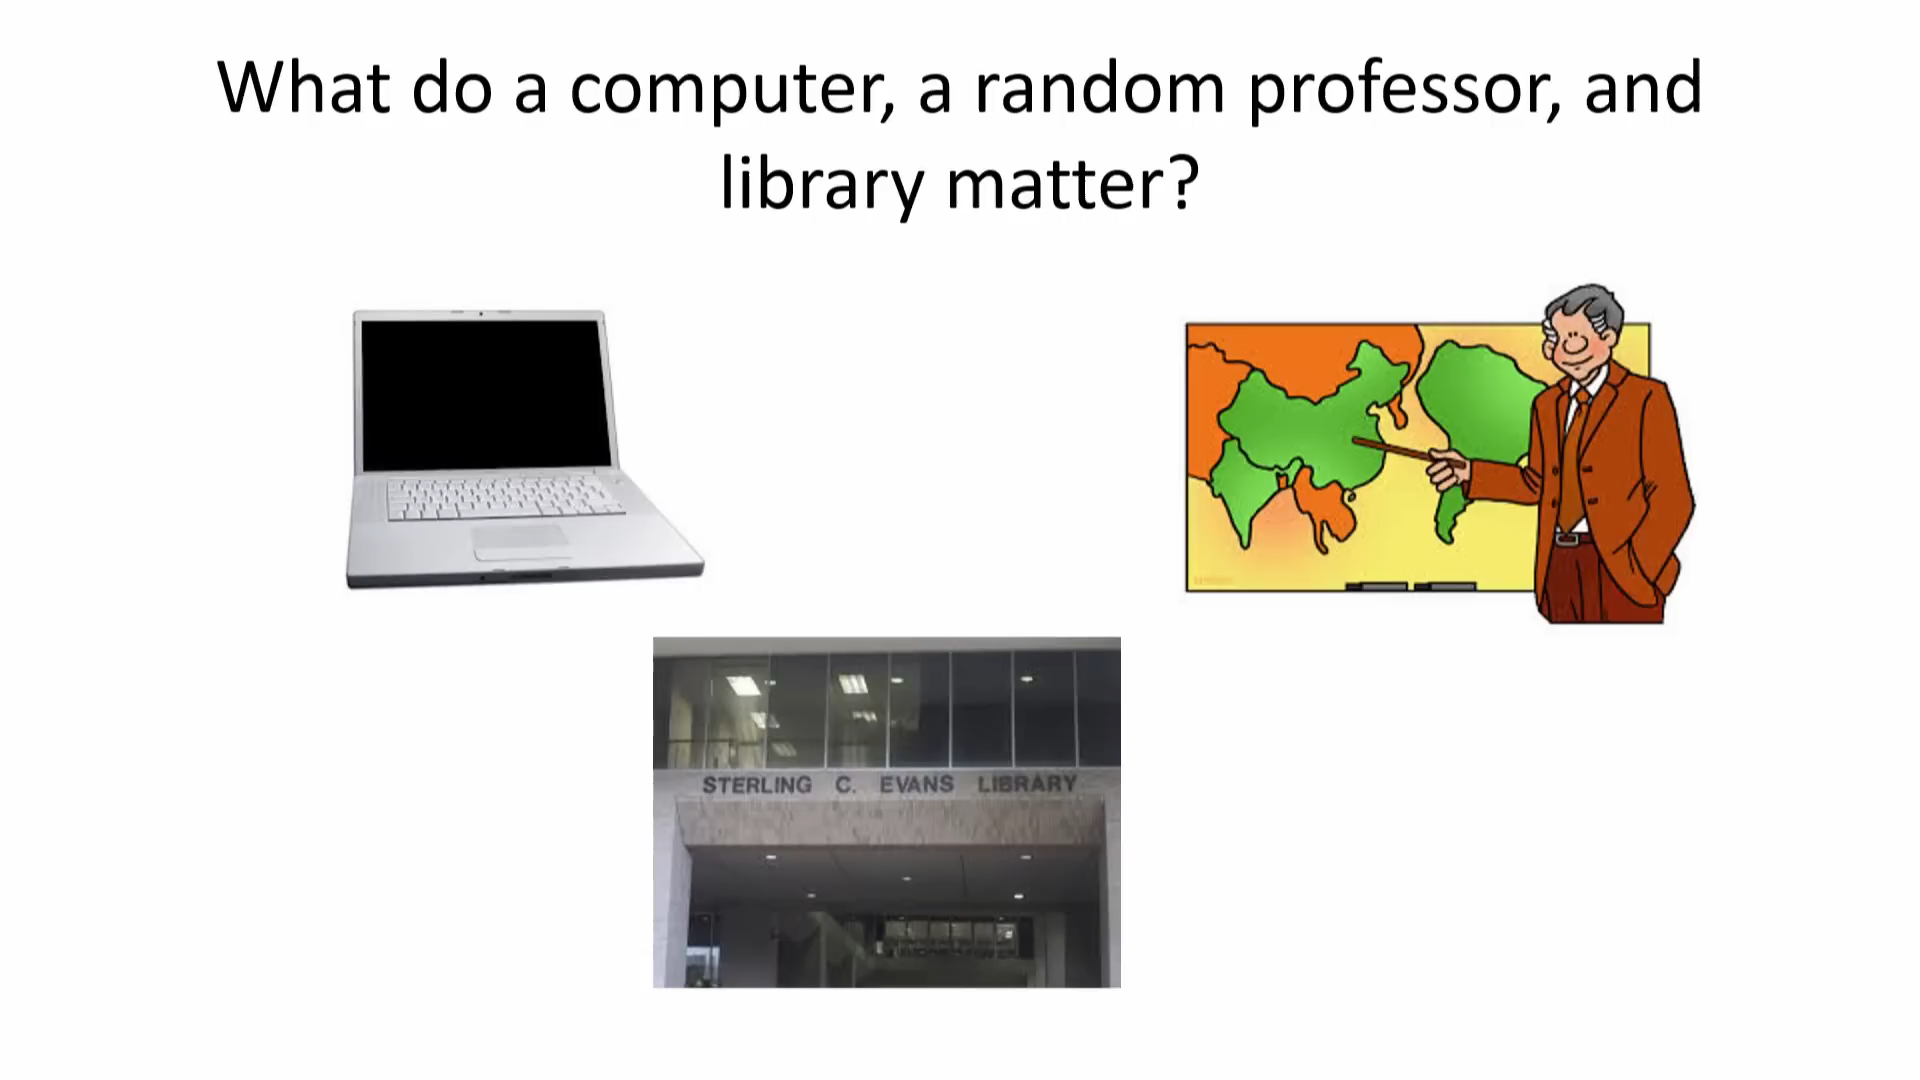 What do a computer, a random professor, and
library matter?
STERLING C. EVANS LIBRARY